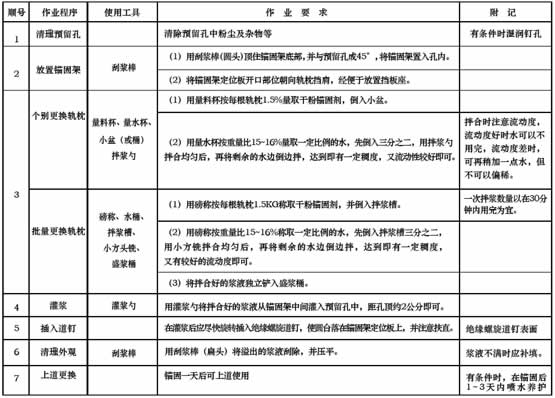 顺号 作业程序 使用工具 作 业 要 求 附 记
1 清理预留孔 清除预留孔中粉尘及杂物等 有条件时湿润钉孔
2 放置锚固架 刮浆棒
(1) 用刮浆棒(圆头)顶住锚固架底部,并与预留孔成45°,将锚固架置入孔内。
(2) 将锚固架定位板开口部位朝向轨枕挡肩,经便于放置挡板座。
3
个别更换轨枕
量料杯、量水杯、
小盆(或桶)
拌浆勺
(1) 用量料杯按每根轨枕1.5%量取干粉锚固剂,倒入小盆。
(2) 用量水杯按重量比15~16%量取一定比例的水,先倒入三分之二,用拌浆勺
拌合均匀后,再将剩余的水边倒边拌,达到即有一定稠度,又流动性较好即可。
拌合时注意流动度,
流动度好时水可以不
用完,流动度差时,
可再稍加一点水,但
不可以偏稀。
批量更换轨枕
磅称、水桶、
拌浆槽、
小方头铣、
盛浆桶
(1) 用磅称按每根轨枕1.5KG称取干粉锚固剂,并倒入拌浆槽。
(2) 用磅称按重量比15~16%称取一定比例的水,先倒入拌浆槽三分之二,
用小方铣拌合均匀后,再将剩余的水边倒边拌,达到即有一定稠度,
又有较好的流动度即可。
(3) 将拌合好的浆液独立铲入盛浆桶。
一次拌浆数量以在30分
钟内用完为宜。
4 灌浆 灌浆勺 用灌浆勺将拌合好的浆液从锚固架中间灌入预留孔中,距孔顶约2公分即可。
5 插入道钉 在灌浆后应尽快旋转插入绝缘螺旋道钉,使圆台落在锚固架定位板上,并注意扶直。 绝缘螺旋道钉表面
6 清理外观 刮浆棒 用刮浆棒(扁头)将溢出的浆液刮除,并压平。 浆液不满时应补填。
7 上道更换 锚固一天后可上道使用
有条件时,在锚固后
1~3天内喷水养护